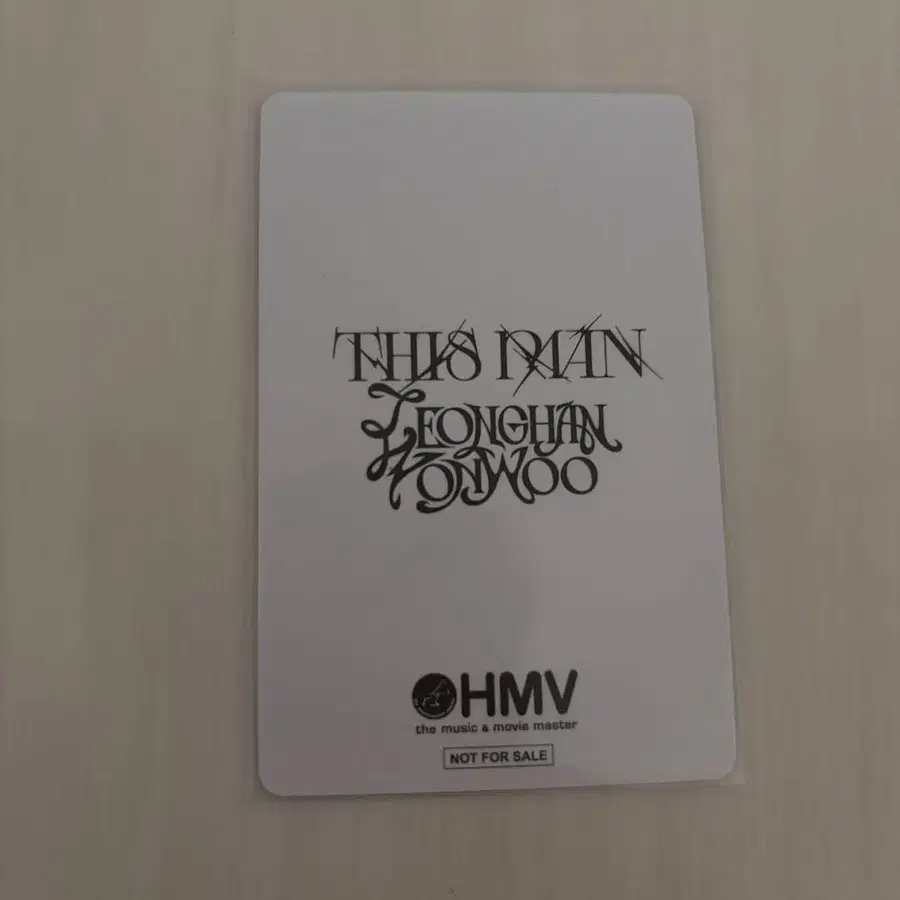 THIS MAN
JEONGHAN
WONWOO
HMV
the music & movie master
NOT FOR SALE